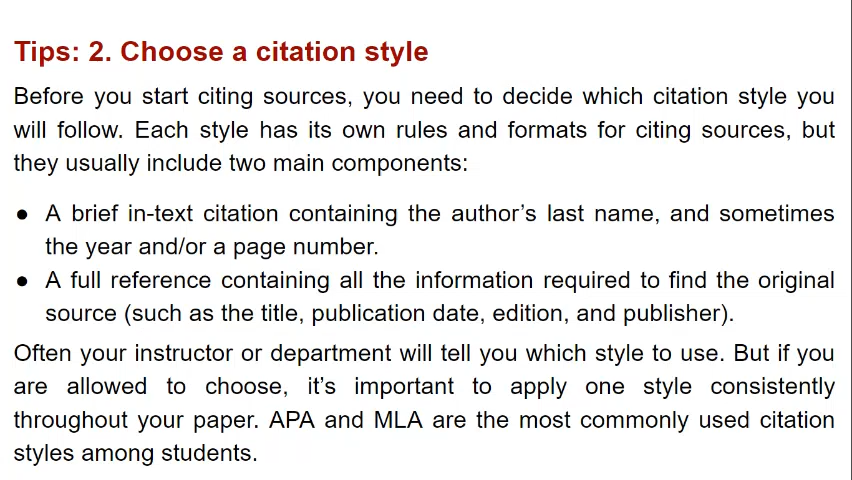 Tips: 2. Choose a citation style
Before you start citing sources, you need to decide which citation style you
will follow. Each style has its own rules and formats for citing sources, but
they usually include two main components:
● A brief in-text citation containing the author’s last name, and sometimes
the year and/or a page number.
● A full reference containing all the information required to find the original
source (such as the title, publication date, edition, and publisher).
Often your instructor or department will tell you which style to use. But if you
are allowed to choose, it’s important to apply one style consistently
throughout your paper. APA and MLA are the most commonly used citation
styles among students.